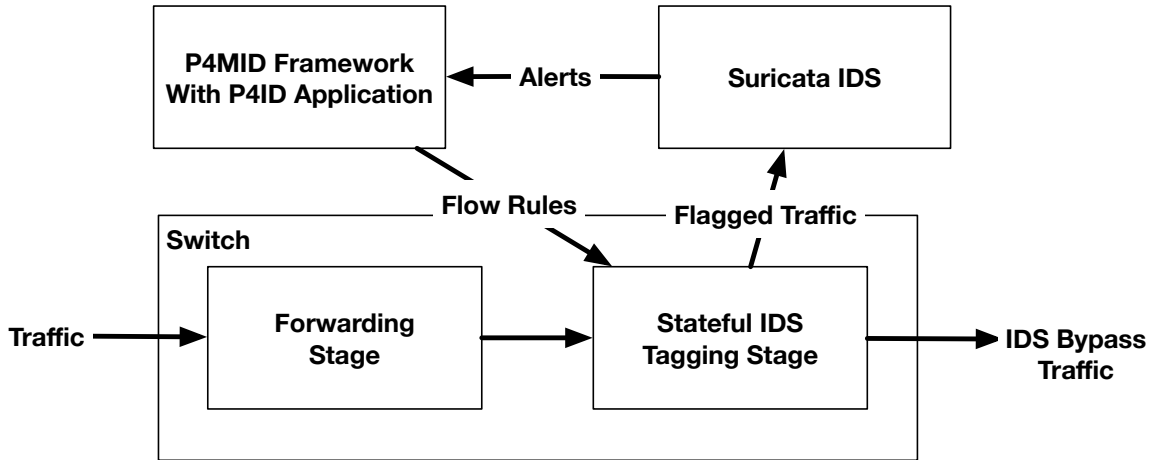 P4MID Framework
With P4ID Application
Alerts
Suricata IDS
Flow Rules
Flagged Traffic
Switch
Traffic
Forwarding
Stage
Stateful IDS
Tagging Stage
IDS Bypass
Traffic